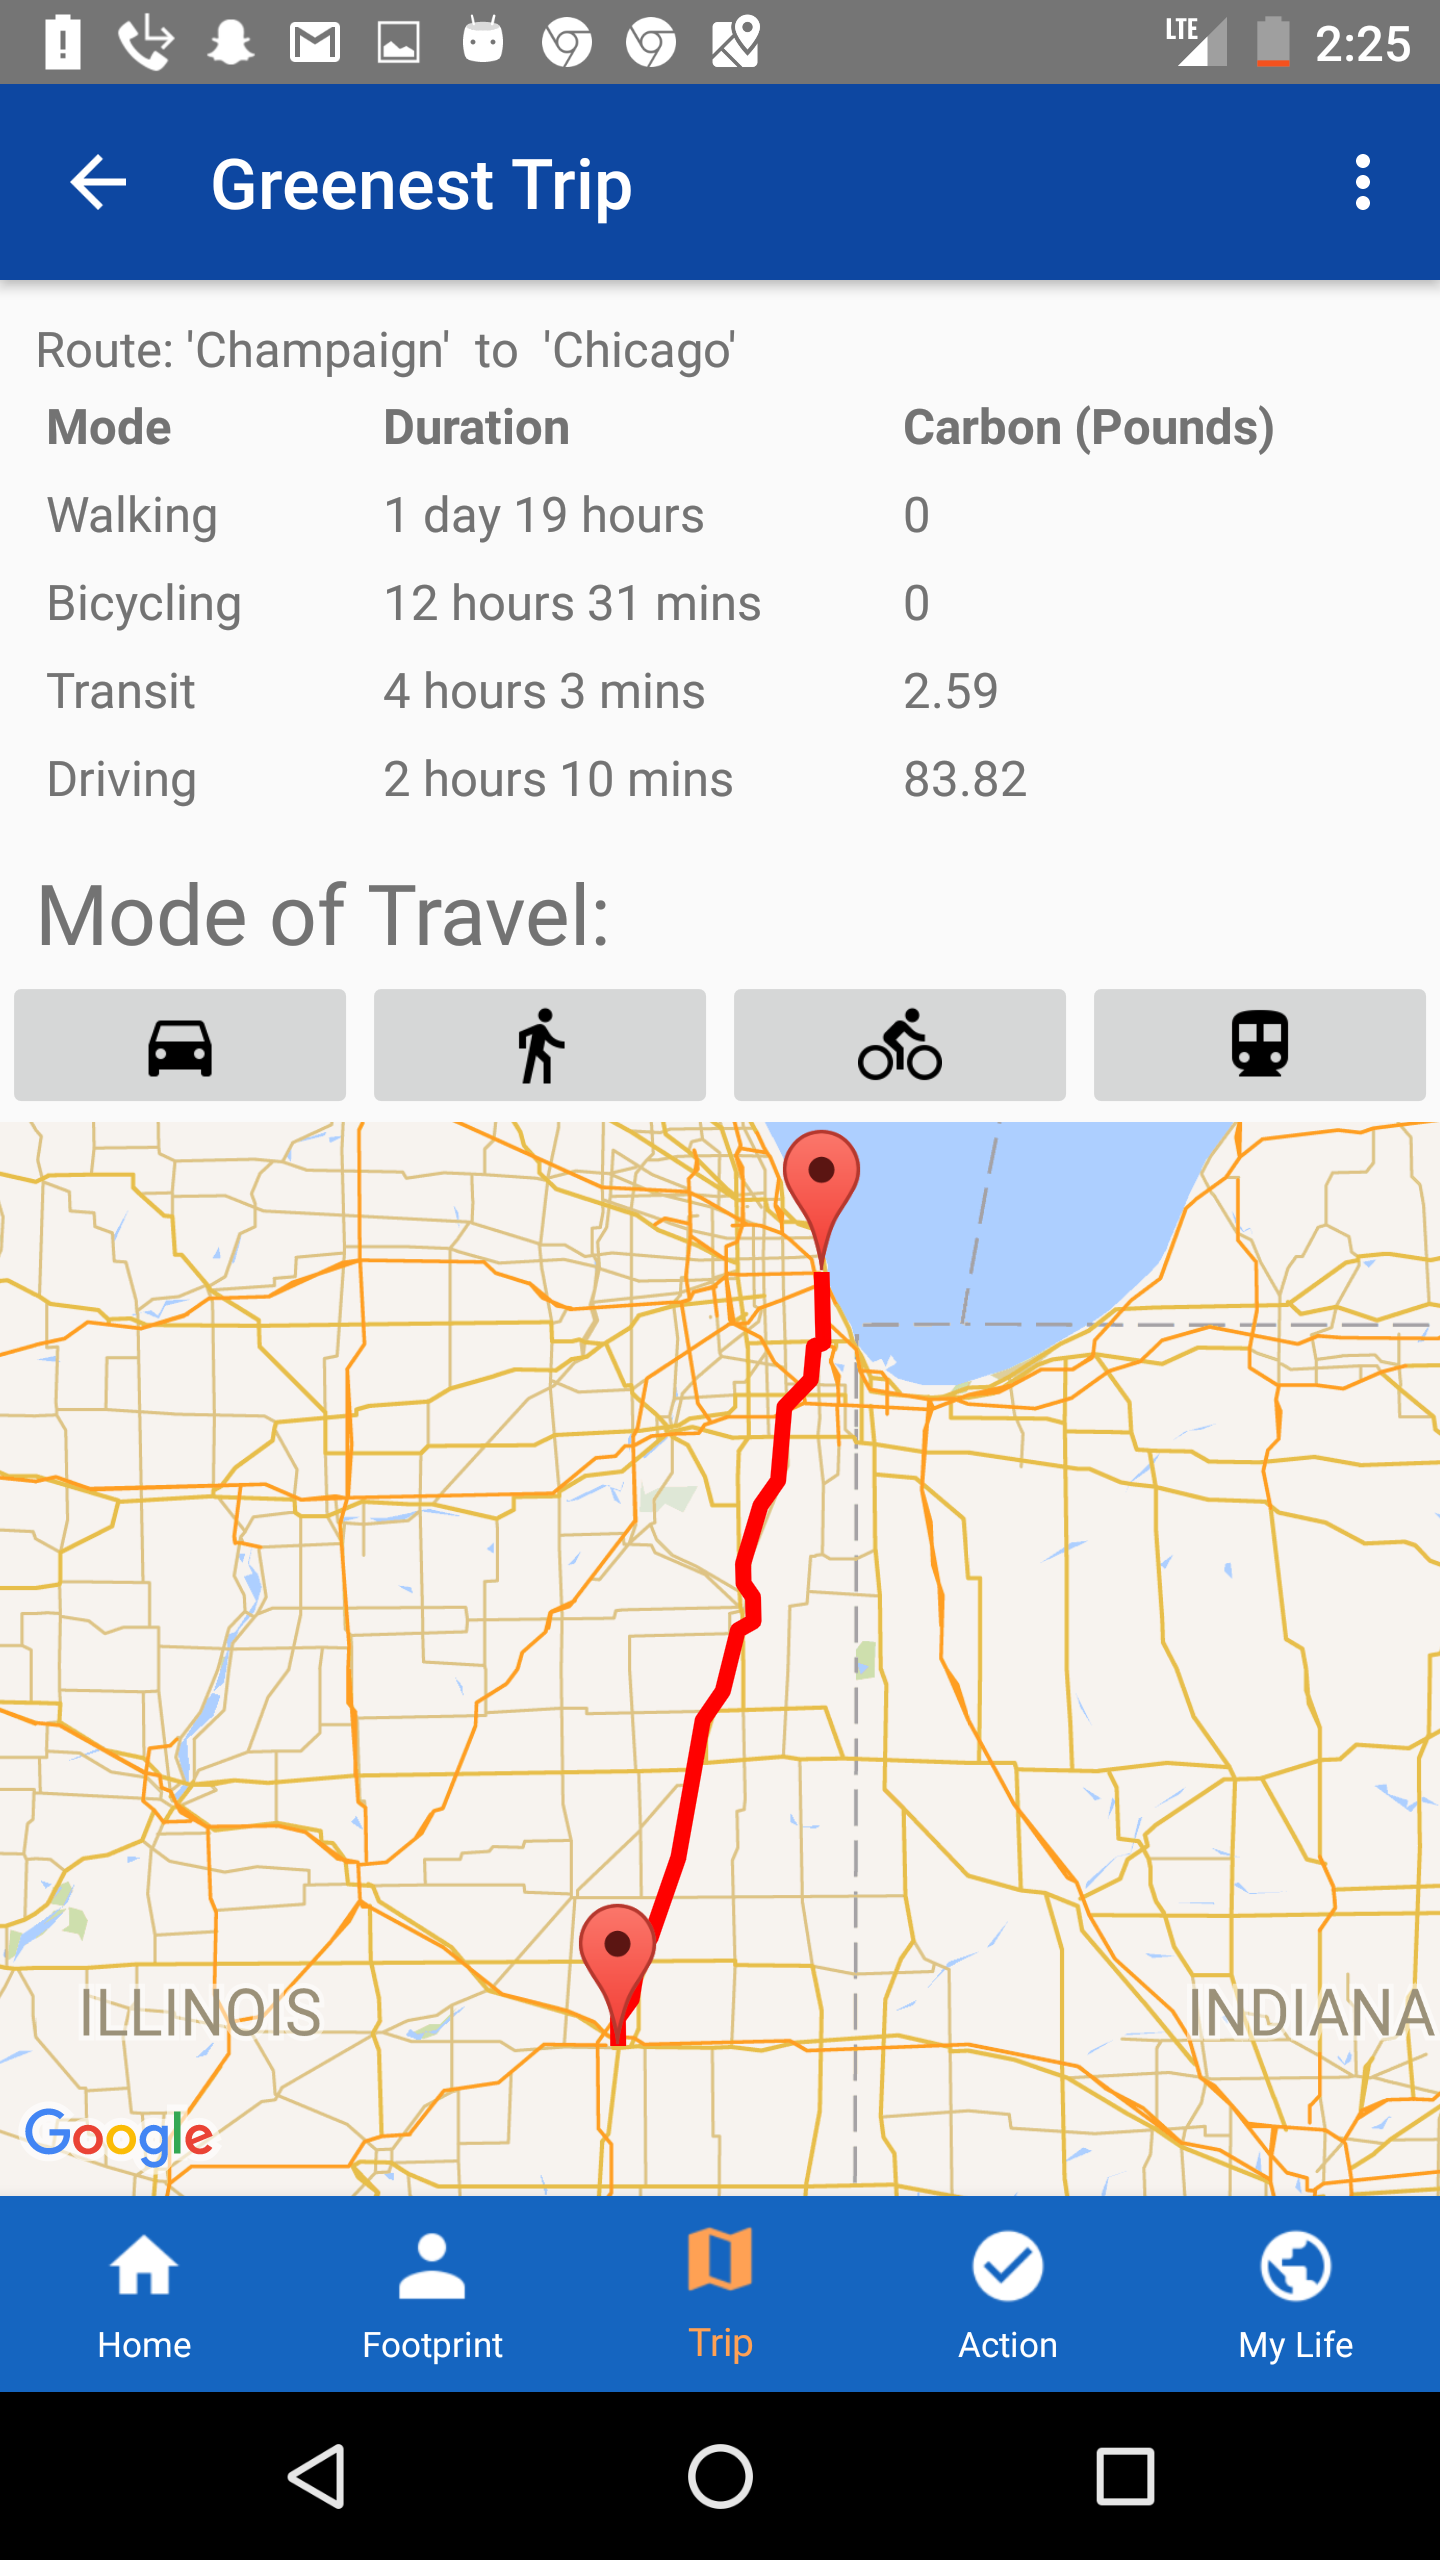 LTE 2:25
Greenest Trip
Route: 'Champaign' to 'Chicago'
Mode Duration Carbon (Pounds)
Walking 1 day 19 hours 0
Bicycling 12 hours 31 mins 0
Transit 4 hours 3 mins 2.59
Driving 2 hours 10 mins 83.82
Mode of Travel:
ILLINOIS INDIANA
Google
Home Footprint Trip Action My Life